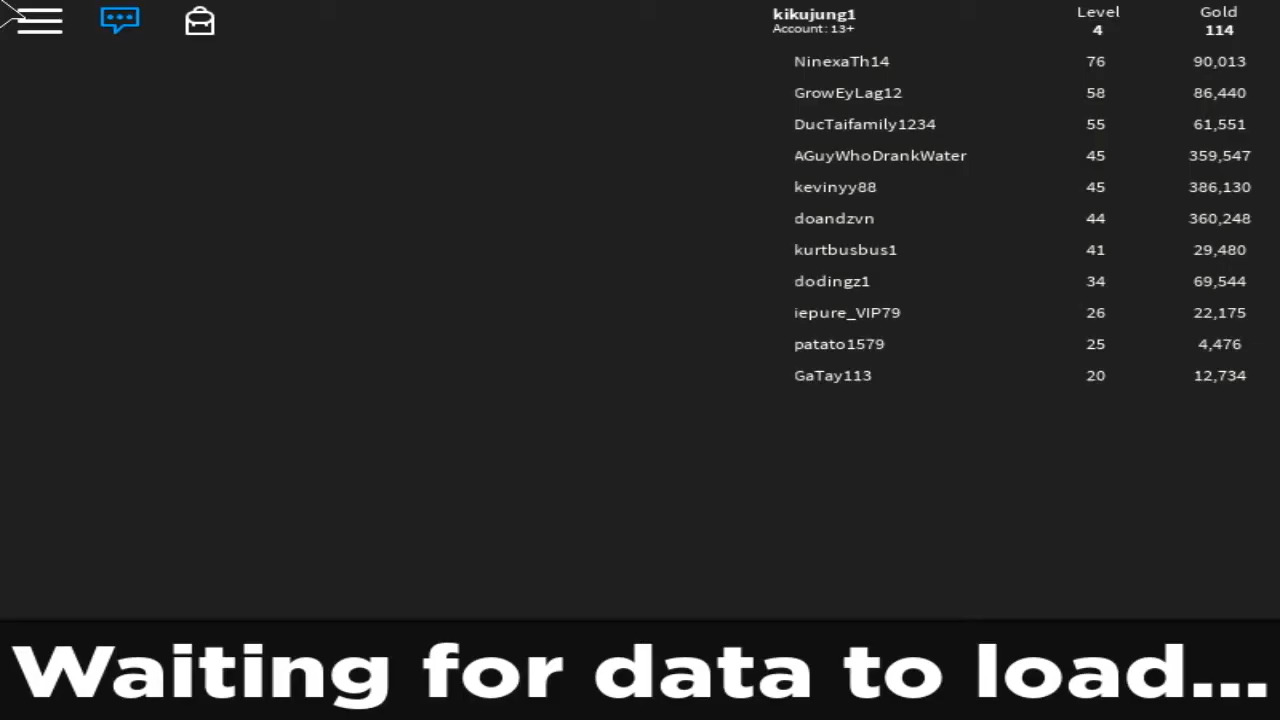 kikujung1 Level Gold
Account: 13+ 4 114
NinexaTh14 76 90,013
GrowEyLag12 58 86,440
DucTaifamily1234 55 61,551
AGuyWhoDrankWater 45 359,547
kevinyy88 45 386,130
doandzvn 44 360,248
kurtbusbus1 41 29,480
dodingz1 34 69,544
iepure_VIP79 26 22,175
patato1579 25 4,476
GaTay113 20 12,734
Waiting for data to load...